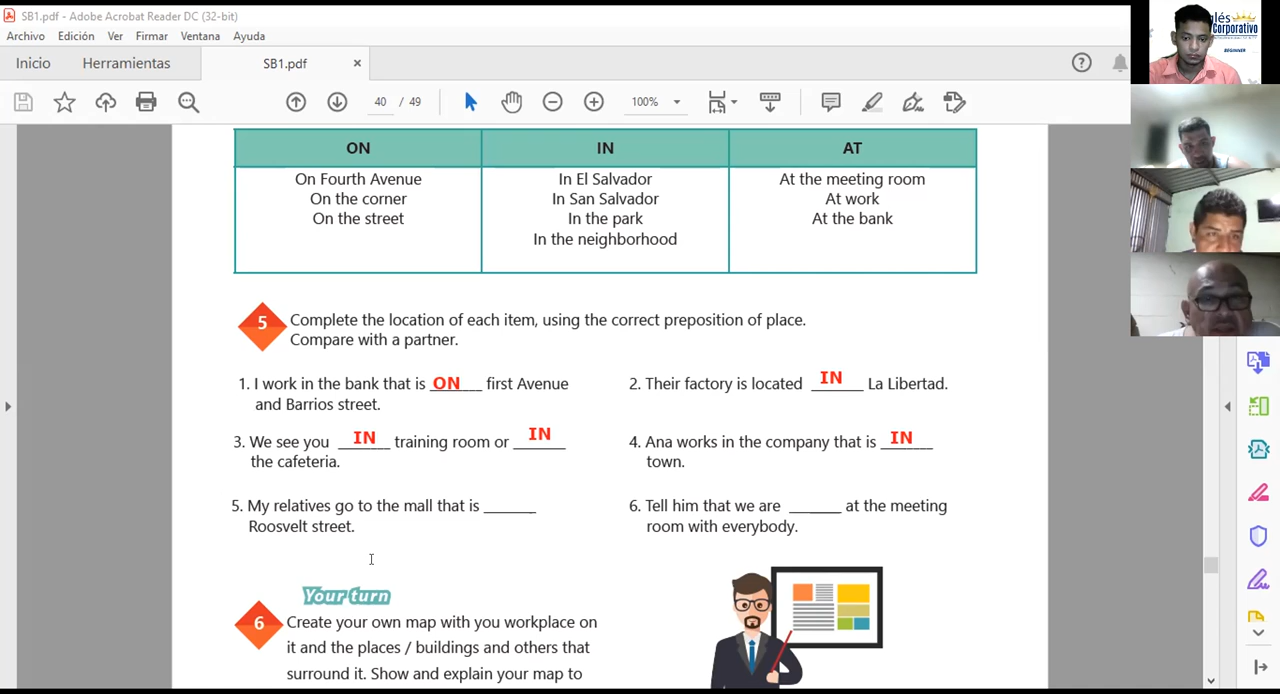 SB1.pdf - Adobe Acrobat Reader DC (32-bit)
Archivo Edición Ver Firmar Ventana Ayuda
Inicio Herramientas SB1.pdf ×
40 / 49 100%
ON IN AT
On Fourth Avenue
On the corner
On the street
In El Salvador
In San Salvador
In the park
In the neighborhood
At the meeting room
At work
At the bank
5 Complete the location of each item, using the correct preposition of place.
Compare with a partner.
1. I work in the bank that is ON first Avenue
and Barrios street.
2. Their factory is located IN La Libertad.
3. We see you IN training room or IN
the cafeteria.
4. Ana works in the company that is IN
town.
5. My relatives go to the mall that is ______
Roosvelt street.
6. Tell him that we are ______ at the meeting
room with everybody.
Your turn
6 Create your own map with you workplace on
it and the places / buildings and others that
surround it. Show and explain your map to
Corporativo
BEGINNER